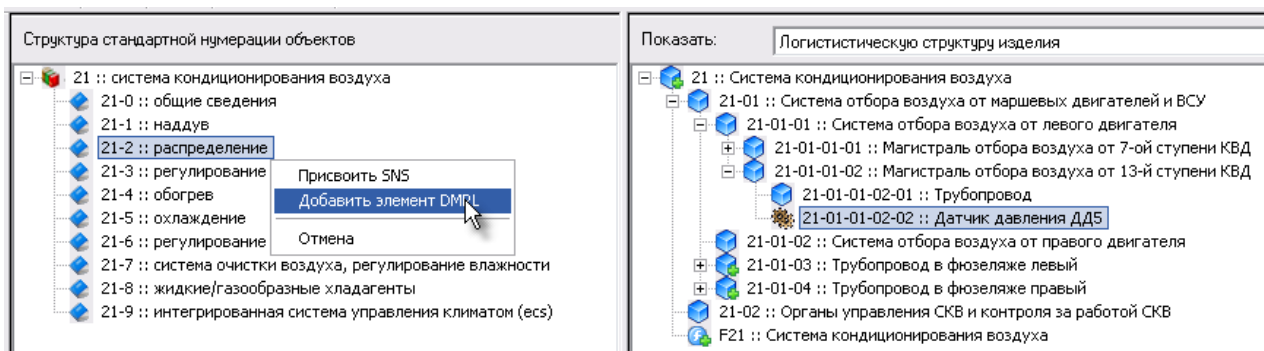 Структура стандартной нумерации объектов
21 :: система кондиционирования воздуха
21-0 :: общие сведения
21-1 :: наддув
21-2 :: распределение
21-3 :: регулирование
21-4 :: обогрев
21-5 :: охлаждение
21-6 :: регулирование
21-7 :: система очистки воздуха, регулирование влажности
21-8 :: жидкие/газообразные хладагенты
21-9 :: интегрированная система управления климатом (ecs)
Присвоить SNS
Добавить элемент DMRL
Отмена
Показать:
Логистистическую структуру изделия
21 :: Система кондиционирования воздуха
21-01 :: Система отбора воздуха от маршевых двигателей и ВСУ
21-01-01 :: Система отбора воздуха от левого двигателя
21-01-01-01 :: Магистраль отбора воздуха от 7-ой ступени КВД
21-01-01-02 :: Магистраль отбора воздуха от 13-й ступени КВД
21-01-01-02-01 :: Трубопровод
21-01-01-02-02 :: Датчик давления ДД5
21-01-02 :: Система отбора воздуха от правого двигателя
21-01-03 :: Трубопровод в фюзеляже левый
21-01-04 :: Трубопровод в фюзеляже правый
21-02 :: Органы управления СКВ и контроля за работой СКВ
F21 :: Система кондиционирования воздуха